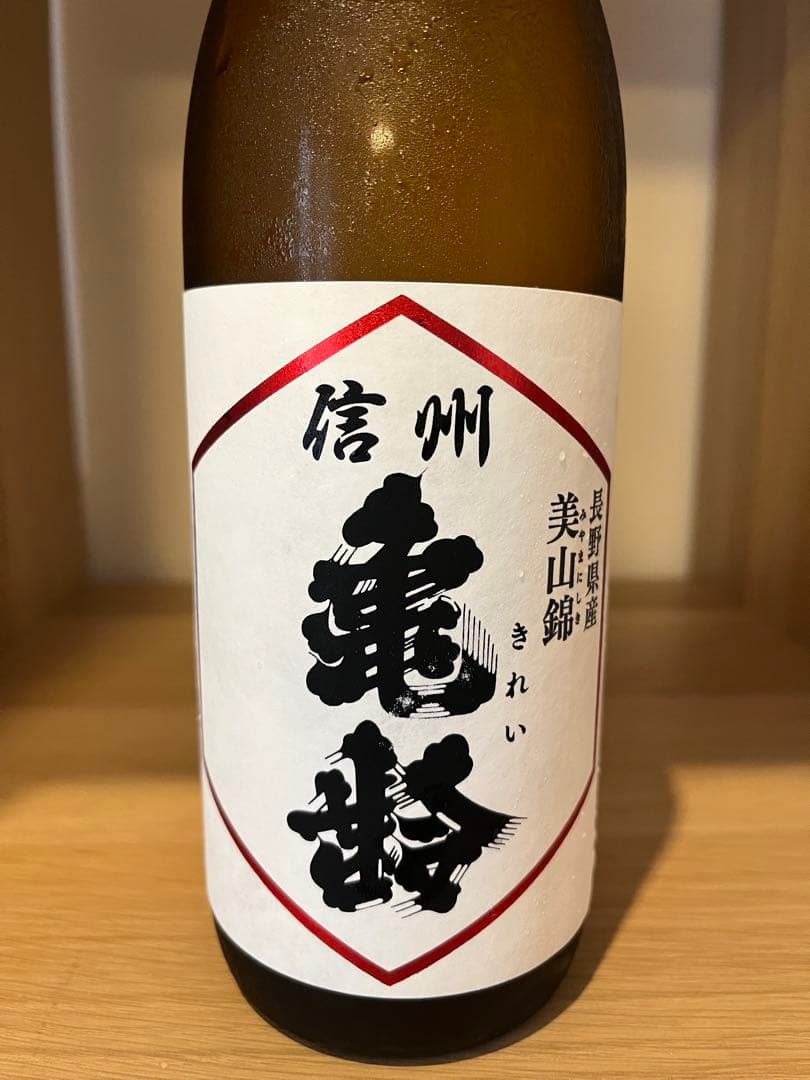 信州
亀齢
きれい
長野県産
美山錦
みやまにしき